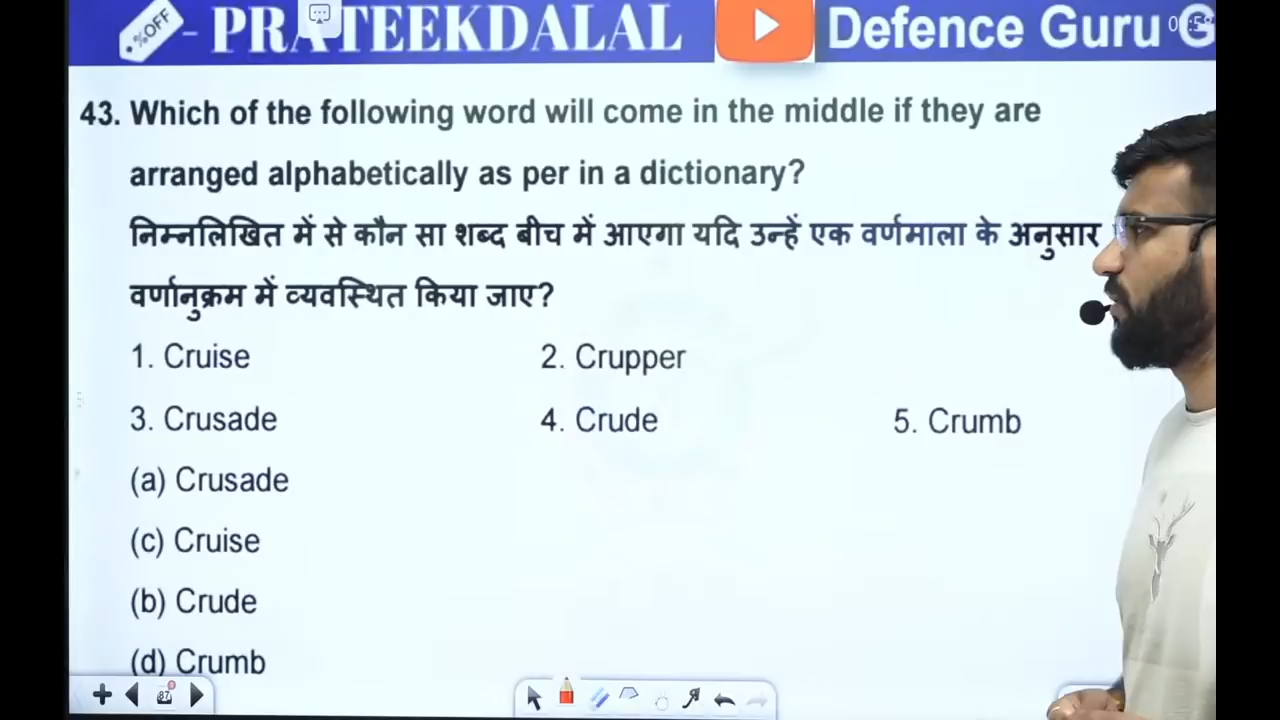 %OFF - PRATEEKDALAL Defence Guru G
43. Which of the following word will come in the middle if they are
arranged alphabetically as per in a dictionary?
निम्नलिखित में से कौन सा शब्द बीच में आएगा यदि उन्हें एक वर्णमाला के अनुसार
वर्णानुक्रम में व्यवस्थित किया जाए?
1. Cruise 2. Crupper
3. Crusade 4. Crude 5. Crumb
(a) Crusade
(c) Cruise
(b) Crude
(d) Crumb
87